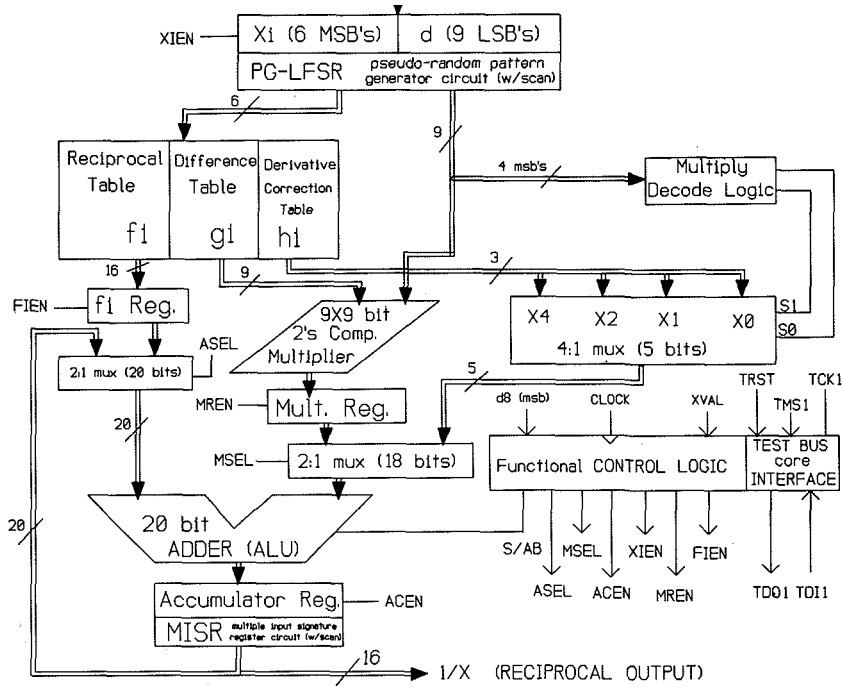 XIEN
Xi (6 MSB's)
d (9 LSB's)
PG-LFSR
pseudo-random pattern
generator circuit (w/scan)
6
9
Reciprocal
Table
fi
Difference
Table
gi
Derivative
Correction
Table
hi
4 msb's
Multiply
Decode Logic
16
9
3
FIEN
fi Reg.
9X9 bit
2's Comp.
Multiplier
X4
X2
X1
X0
S1
S0
4:1 mux (5 bits)
ASEL
2:1 mux (20 bits)
MREN
Mult. Reg.
5
20
d8 (msb)
CLOCK
XVAL
TRST
TMS1
TCK1
MSEL
2:1 mux (18 bits)
Functional CONTROL LOGIC
TEST BUS
core
INTERFACE
20
20 bit
ADDER (ALU)
S/AB
MSEL
XIEN
FIEN
ASEL
ACEN
MREN
TDO1
TDI1
Accumulator Reg.
ACEN
MISR
multiple input signature
register circuit (w/scan)
16
1/X (RECIPROCAL OUTPUT)